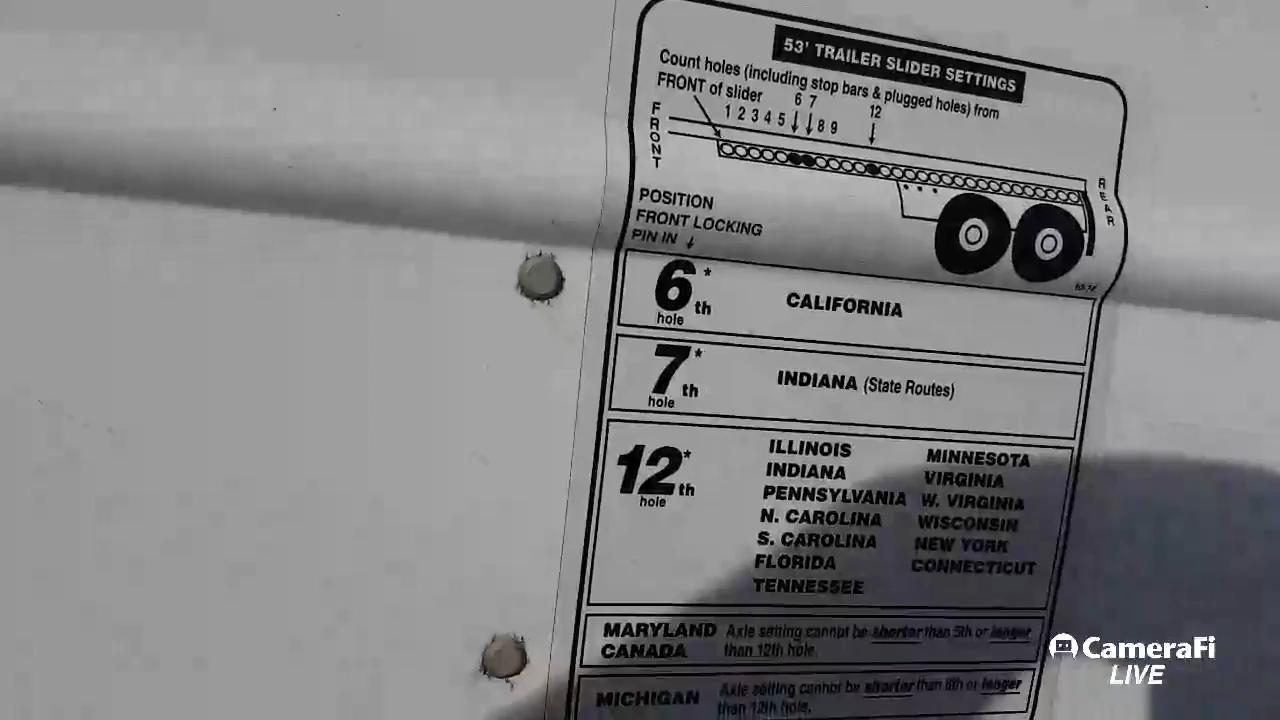 53' TRAILER SLIDER SETTINGS
Count holes (including stop bars & plugged holes) from
FRONT of slider
6 7
12
1 2 3 4 5
8 9
FRONT
REAR
POSITION
FRONT LOCKING
PIN IN ↓
6th* hole
CALIFORNIA
7th* hole
INDIANA (State Routes)
12th* hole
ILLINOIS
INDIANA
PENNSYLVANIA
N. CAROLINA
S. CAROLINA
FLORIDA
TENNESSEE
MINNESOTA
VIRGINIA
W. VIRGINIA
WISCONSIN
NEW YORK
CONNECTICUT
MARYLAND
CANADA
Axle setting cannot be shorter than 5th or longer
than 12th hole.
MICHIGAN
Axle setting cannot be shorter than or longer
than 12th hole.
CameraFi
LIVE